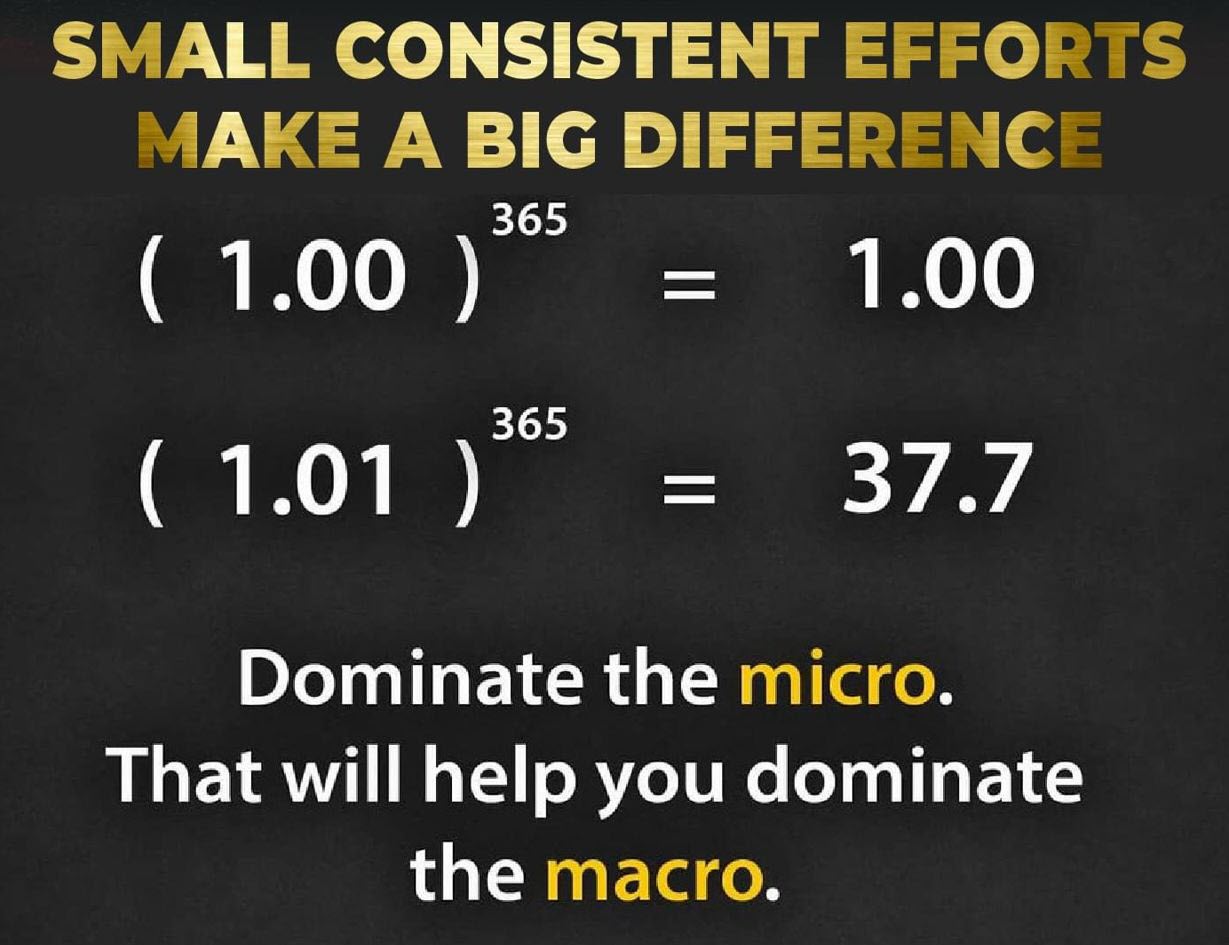 SMALL CONSISTENT EFFORTS
MAKE A BIG DIFFERENCE
( 1.00 )³⁶⁵ = 1.00
( 1.01 )³⁶⁵ = 37.7
Dominate the micro.
That will help you dominate
the macro.